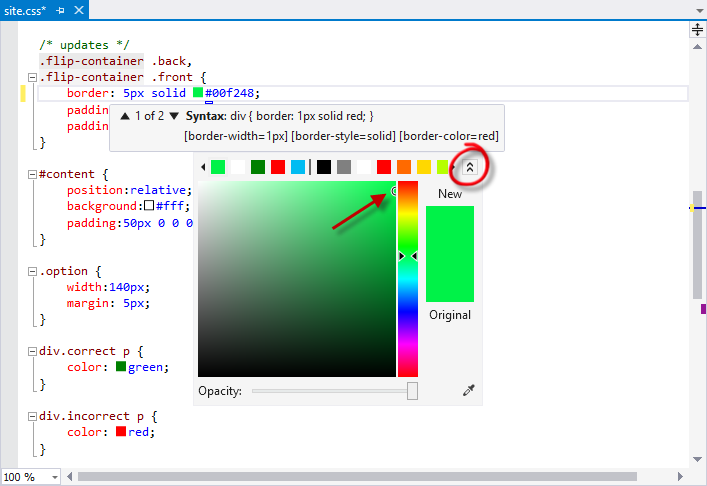 site.css*
/* updates */
.flip-container .back,
.flip-container .front {
border: 5px solid #00f248;
paddin
1 of 2 Syntax: div { border: 1px solid red; }
paddin
[border-width=1px] [border-style=solid] [border-color=red]
}
#content {
position:relative;
New
background:#fff;
padding:50px 0 0 0
}
.option {
width:140px;
margin: 5px;
Original
}
div.correct p {
color: green;
}
Opacity:
div.incorrect p {
color: red;
}
100 %